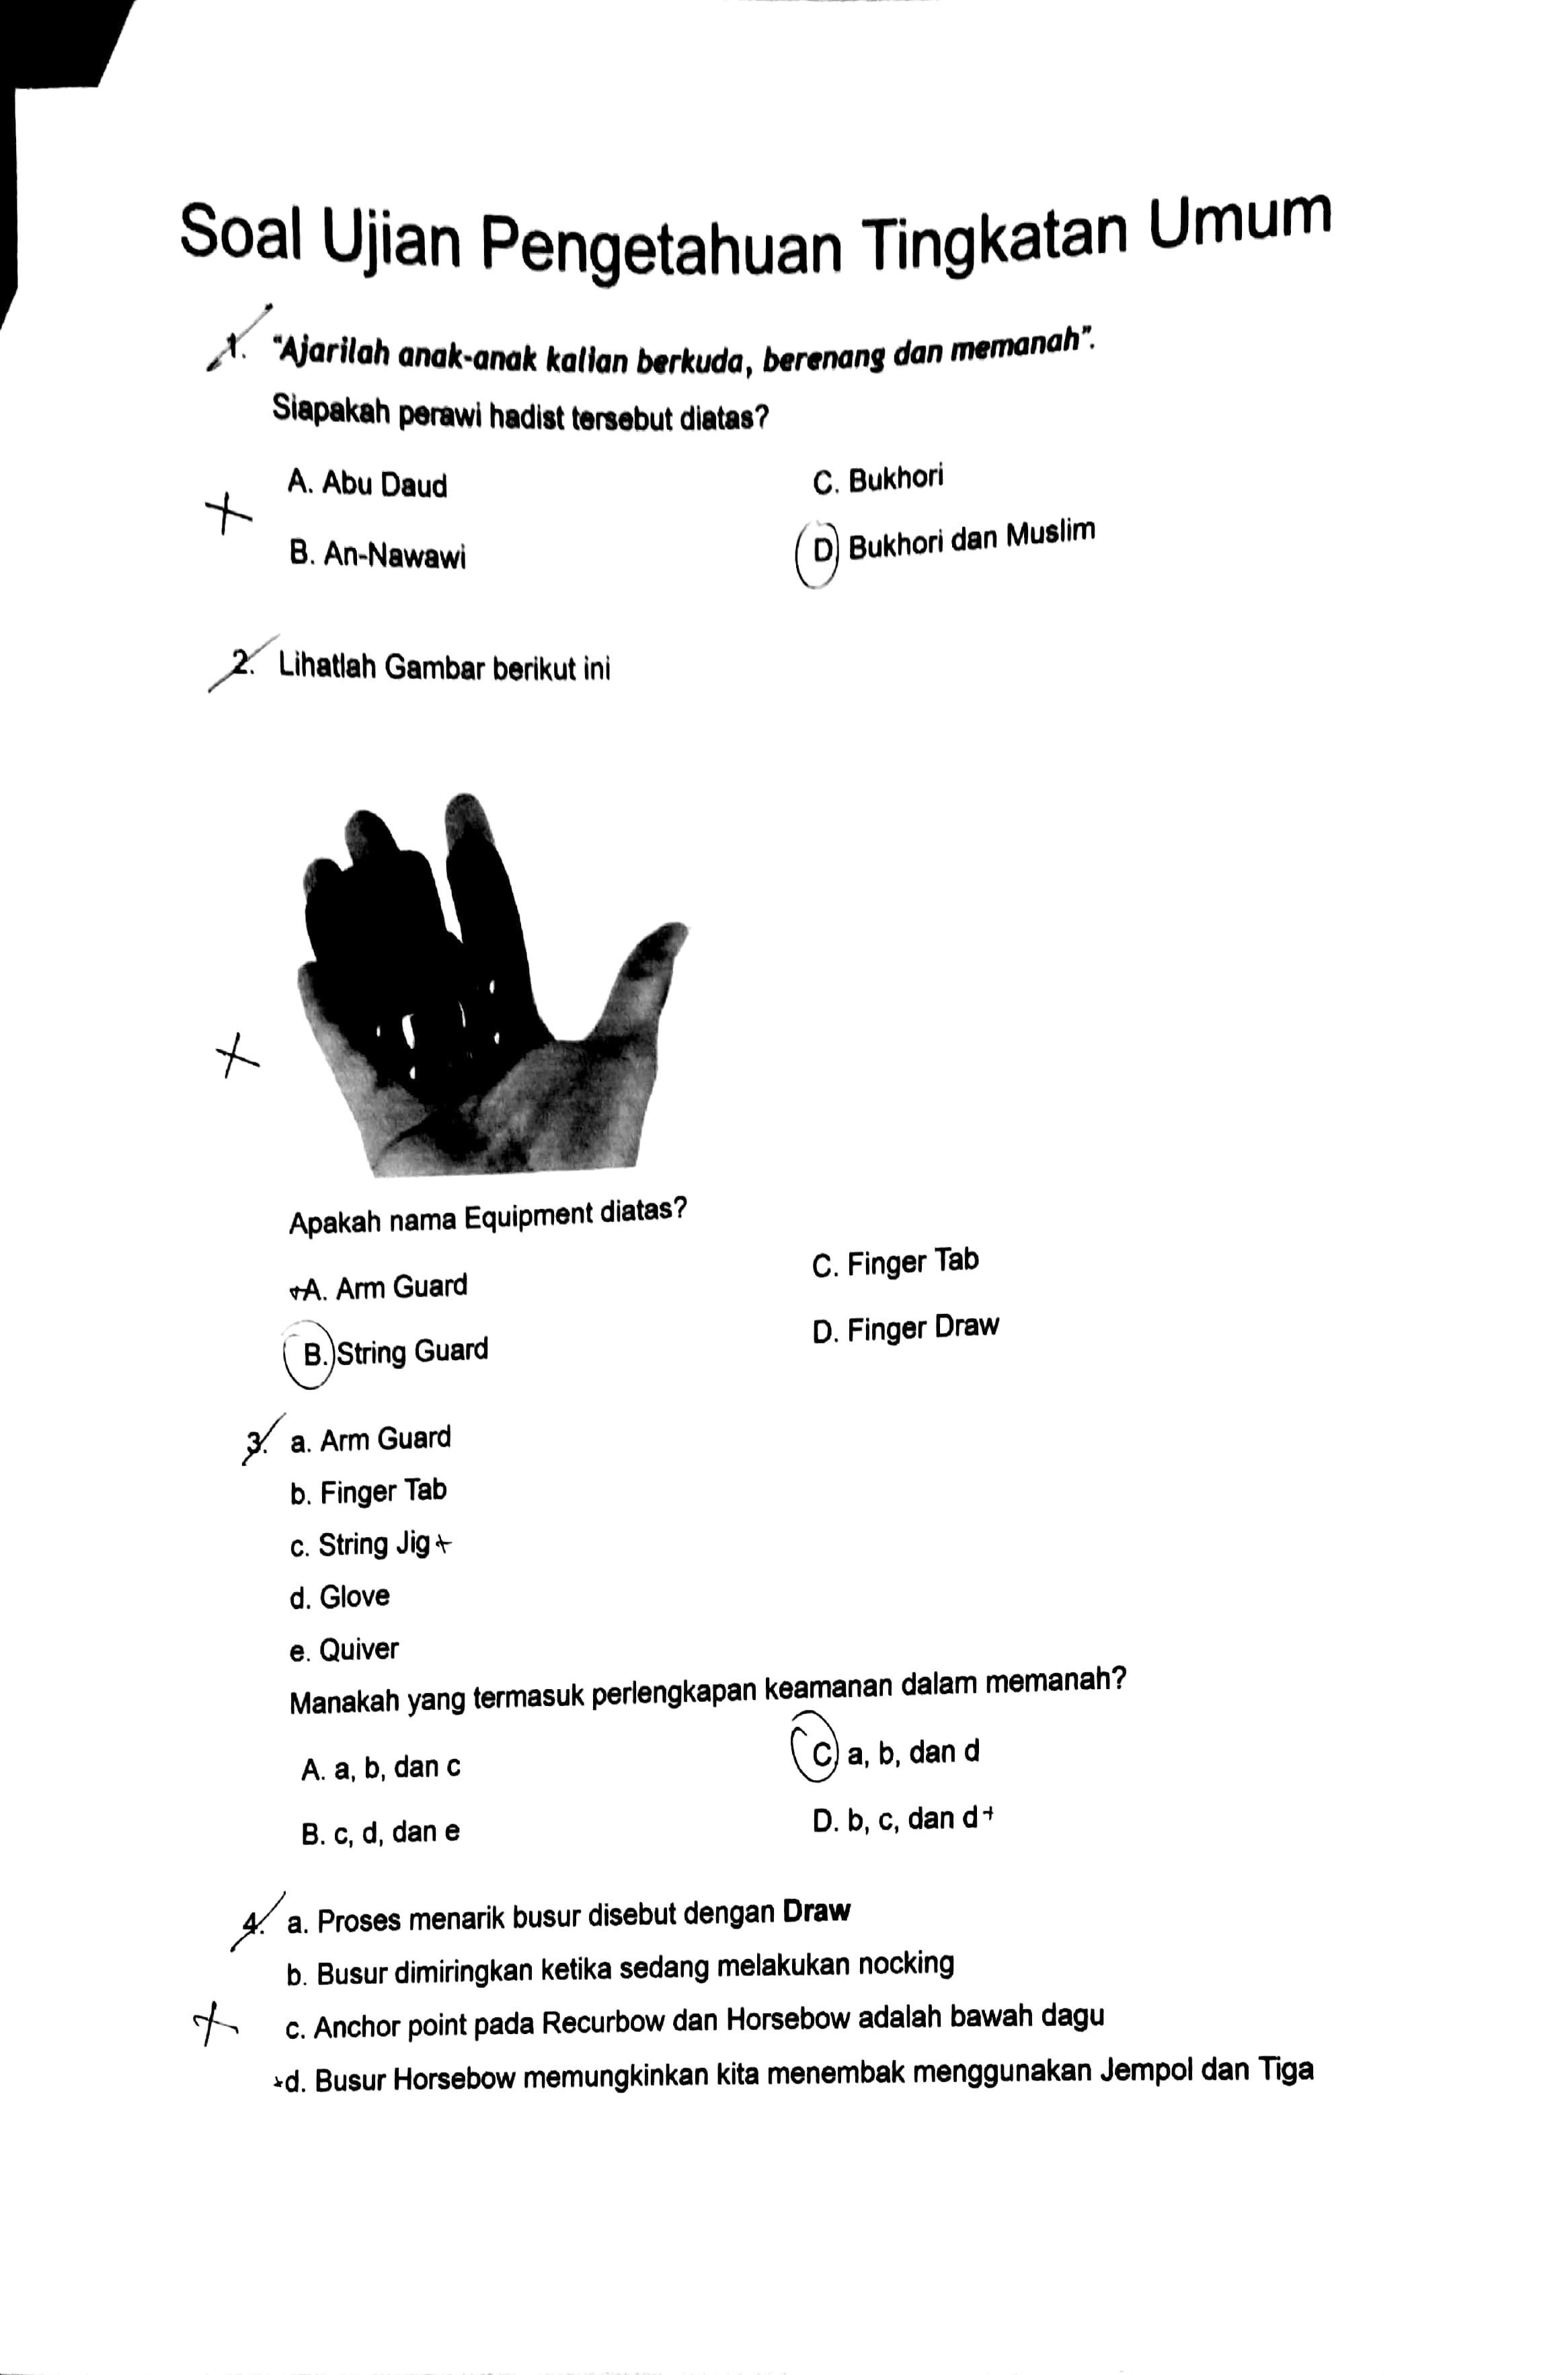 Soal Ujian Pengetahuan Tingkatan Umum
1. "Ajarilah anak-anak kalian berkuda, berenang dan memanah".
Siapakah perawi hadist tersebut diatas?
A. Abu Daud
C. Bukhori
B. An-Nawawi
D Bukhori dan Muslim
2. Lihatlah Gambar berikut ini
Apakah nama Equipment diatas?
A. Arm Guard
C. Finger Tab
B. String Guard
D. Finger Draw
3. a. Arm Guard
b. Finger Tab
c. String Jig
d. Glove
e. Quiver
Manakah yang termasuk perlengkapan keamanan dalam memanah?
A. a, b, dan c
C a, b, dan d
B. c, d, dan e
D. b, c, dan d
4. a. Proses menarik busur disebut dengan Draw
b. Busur dimiringkan ketika sedang melakukan nocking
c. Anchor point pada Recurbow dan Horsebow adalah bawah dagu
d. Busur Horsebow memungkinkan kita menembak menggunakan Jempol dan Tiga